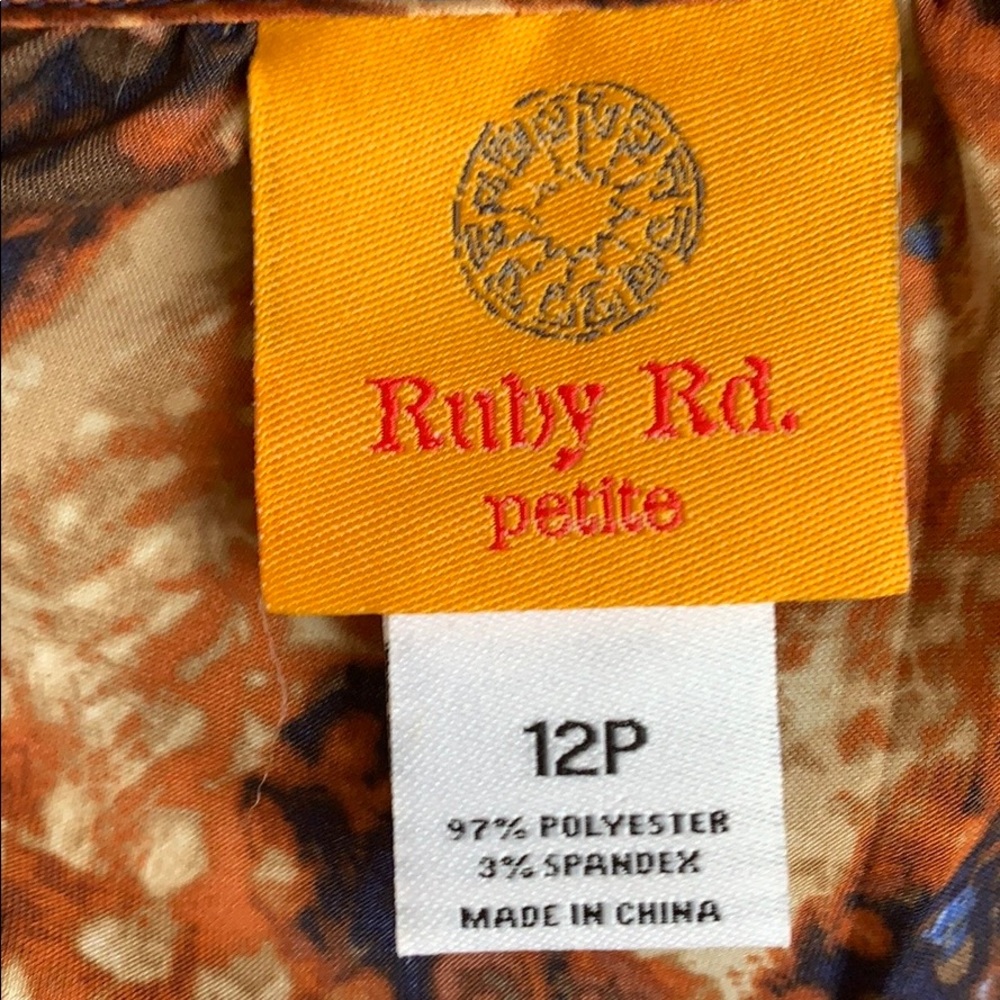 Ruby Rd.
petite
12P
97% POLYESTER
3% SPANDEX
MADE IN CHINA